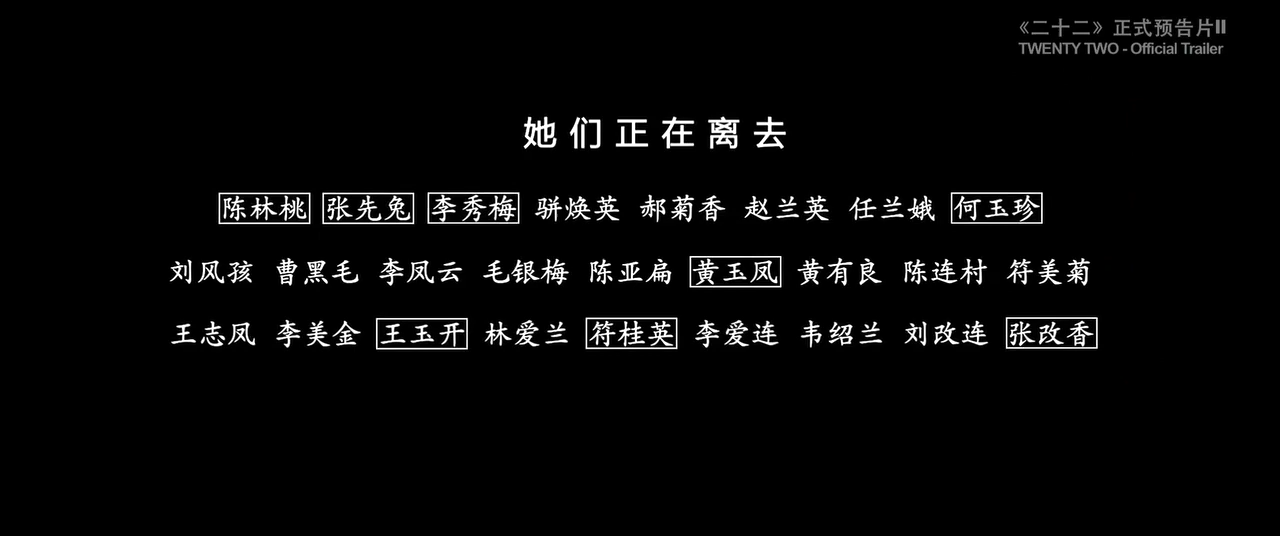 《二十二》正式预告片II
TWENTY TWO - Official Trailer
她们正在离去
陈林桃 张先兔 李秀梅 骈焕英 郝菊香 赵兰英 任兰娥 何玉珍
刘风孩 曹黑毛 李凤云 毛银梅 陈亚扁 黄玉凤 黄有良 陈连村 符美菊
王志凤 李美金 王玉开 林爱兰 符桂英 李爱连 韦绍兰 刘改连 张改香